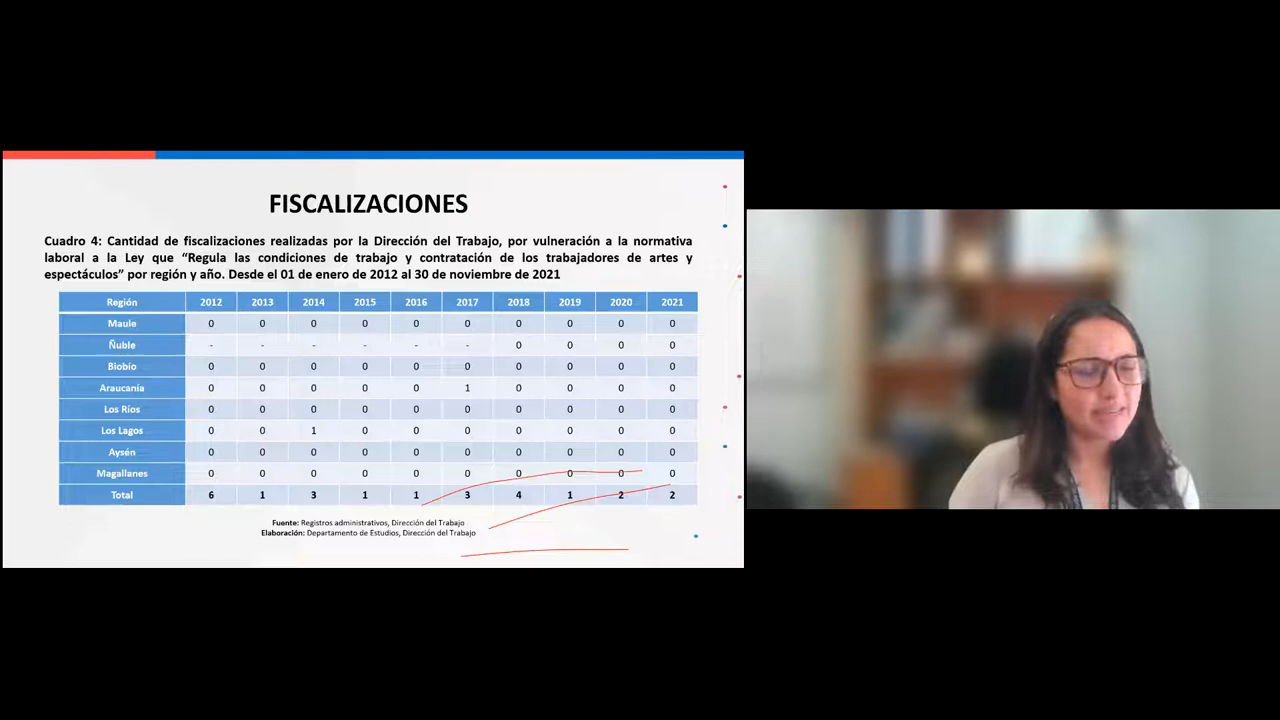 FISCALIZACIONES
Cuadro 4: Cantidad de fiscalizaciones realizadas por la Dirección del Trabajo, por vulneración a la normativa
laboral a la Ley que “Regula las condiciones de trabajo y contratación de los trabajadores de artes y
espectáculos” por región y año. Desde el 01 de enero de 2012 al 30 de noviembre de 2021
Región 2012 2013 2014 2015 2016 2017 2018 2019 2020 2021
Maule 0 0 0 0 0 0 0 0 0 0
Ñuble - - - - - - 0 0 0 0
Biobío 0 0 0 0 0 0 0 0 0 0
Araucanía 0 0 0 0 0 1 0 0 0 0
Los Ríos 0 0 0 0 0 0 0 0 0 0
Los Lagos 0 0 1 0 0 0 0 0 0 0
Aysén 0 0 0 0 0 0 0 0 0 0
Magallanes 0 0 0 0 0 0 0 0 0 0
Total 6 1 3 1 1 3 4 1 2 2
Fuente: Registros administrativos, Dirección del Trabajo
Elaboración: Departamento de Estudios, Dirección del Trabajo